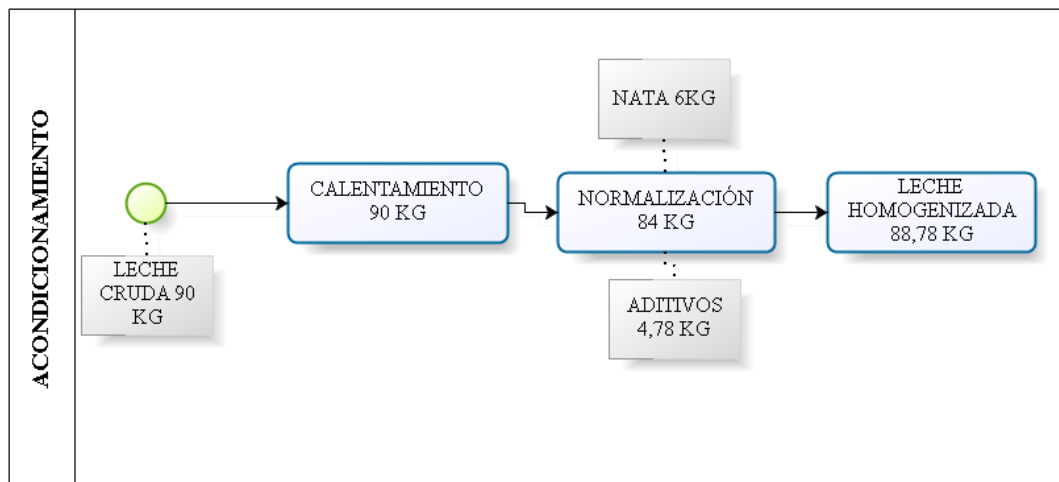 ACONDICIONAMIENTO
LECHE
CRUDA 90
KG
CALENTAMIENTO
90 KG
NATA 6KG
NORMALIZACIÓN
84 KG
ADITIVOS
4,78 KG
LECHE
HOMOGENIZADA
88,78 KG